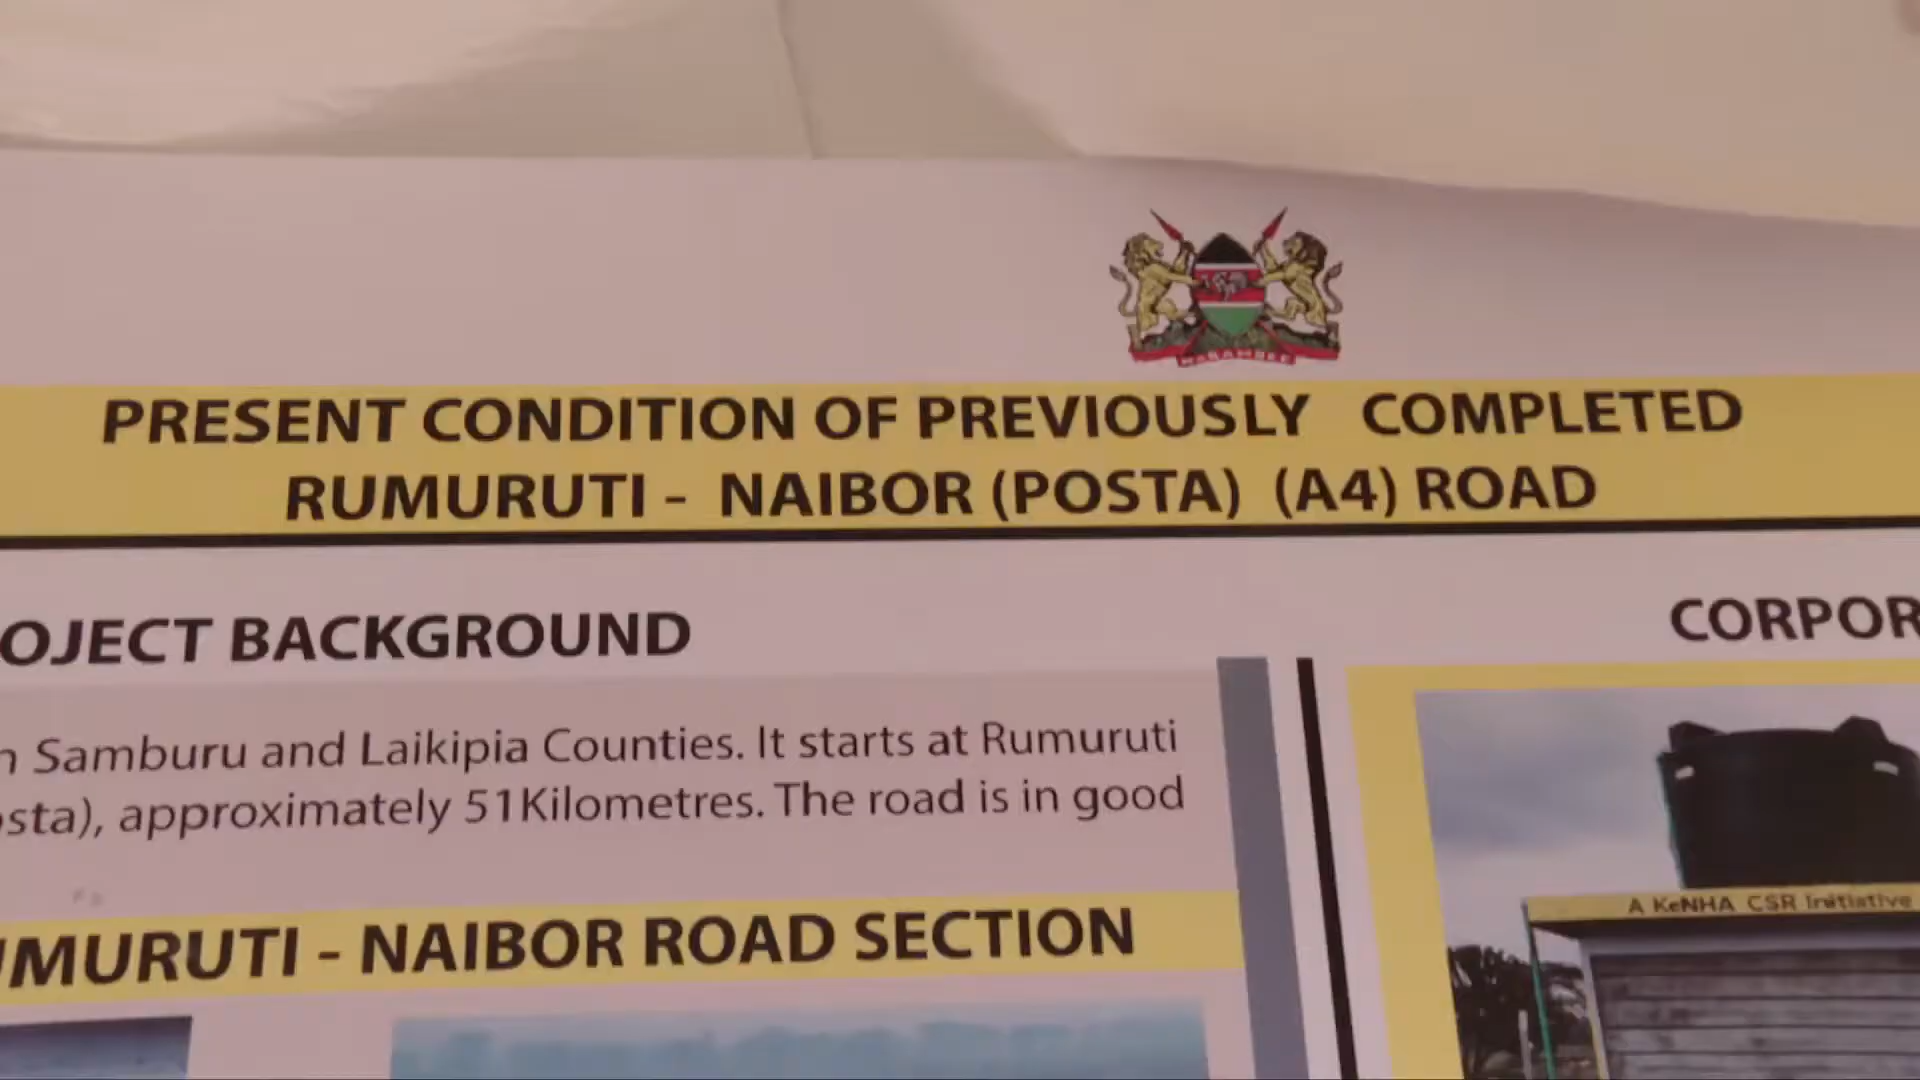 HARAMBEE
PRESENT CONDITION OF PREVIOUSLY COMPLETED
RUMURUTI - NAIBOR (POSTA) (A4) ROAD
OJECT BACKGROUND
n Samburu and Laikipia Counties. It starts at Rumuruti
osta), approximately 51Kilometres. The road is in good
UMURUTI - NAIBOR ROAD SECTION
CORPOR
A KeNHA CSR Initiative